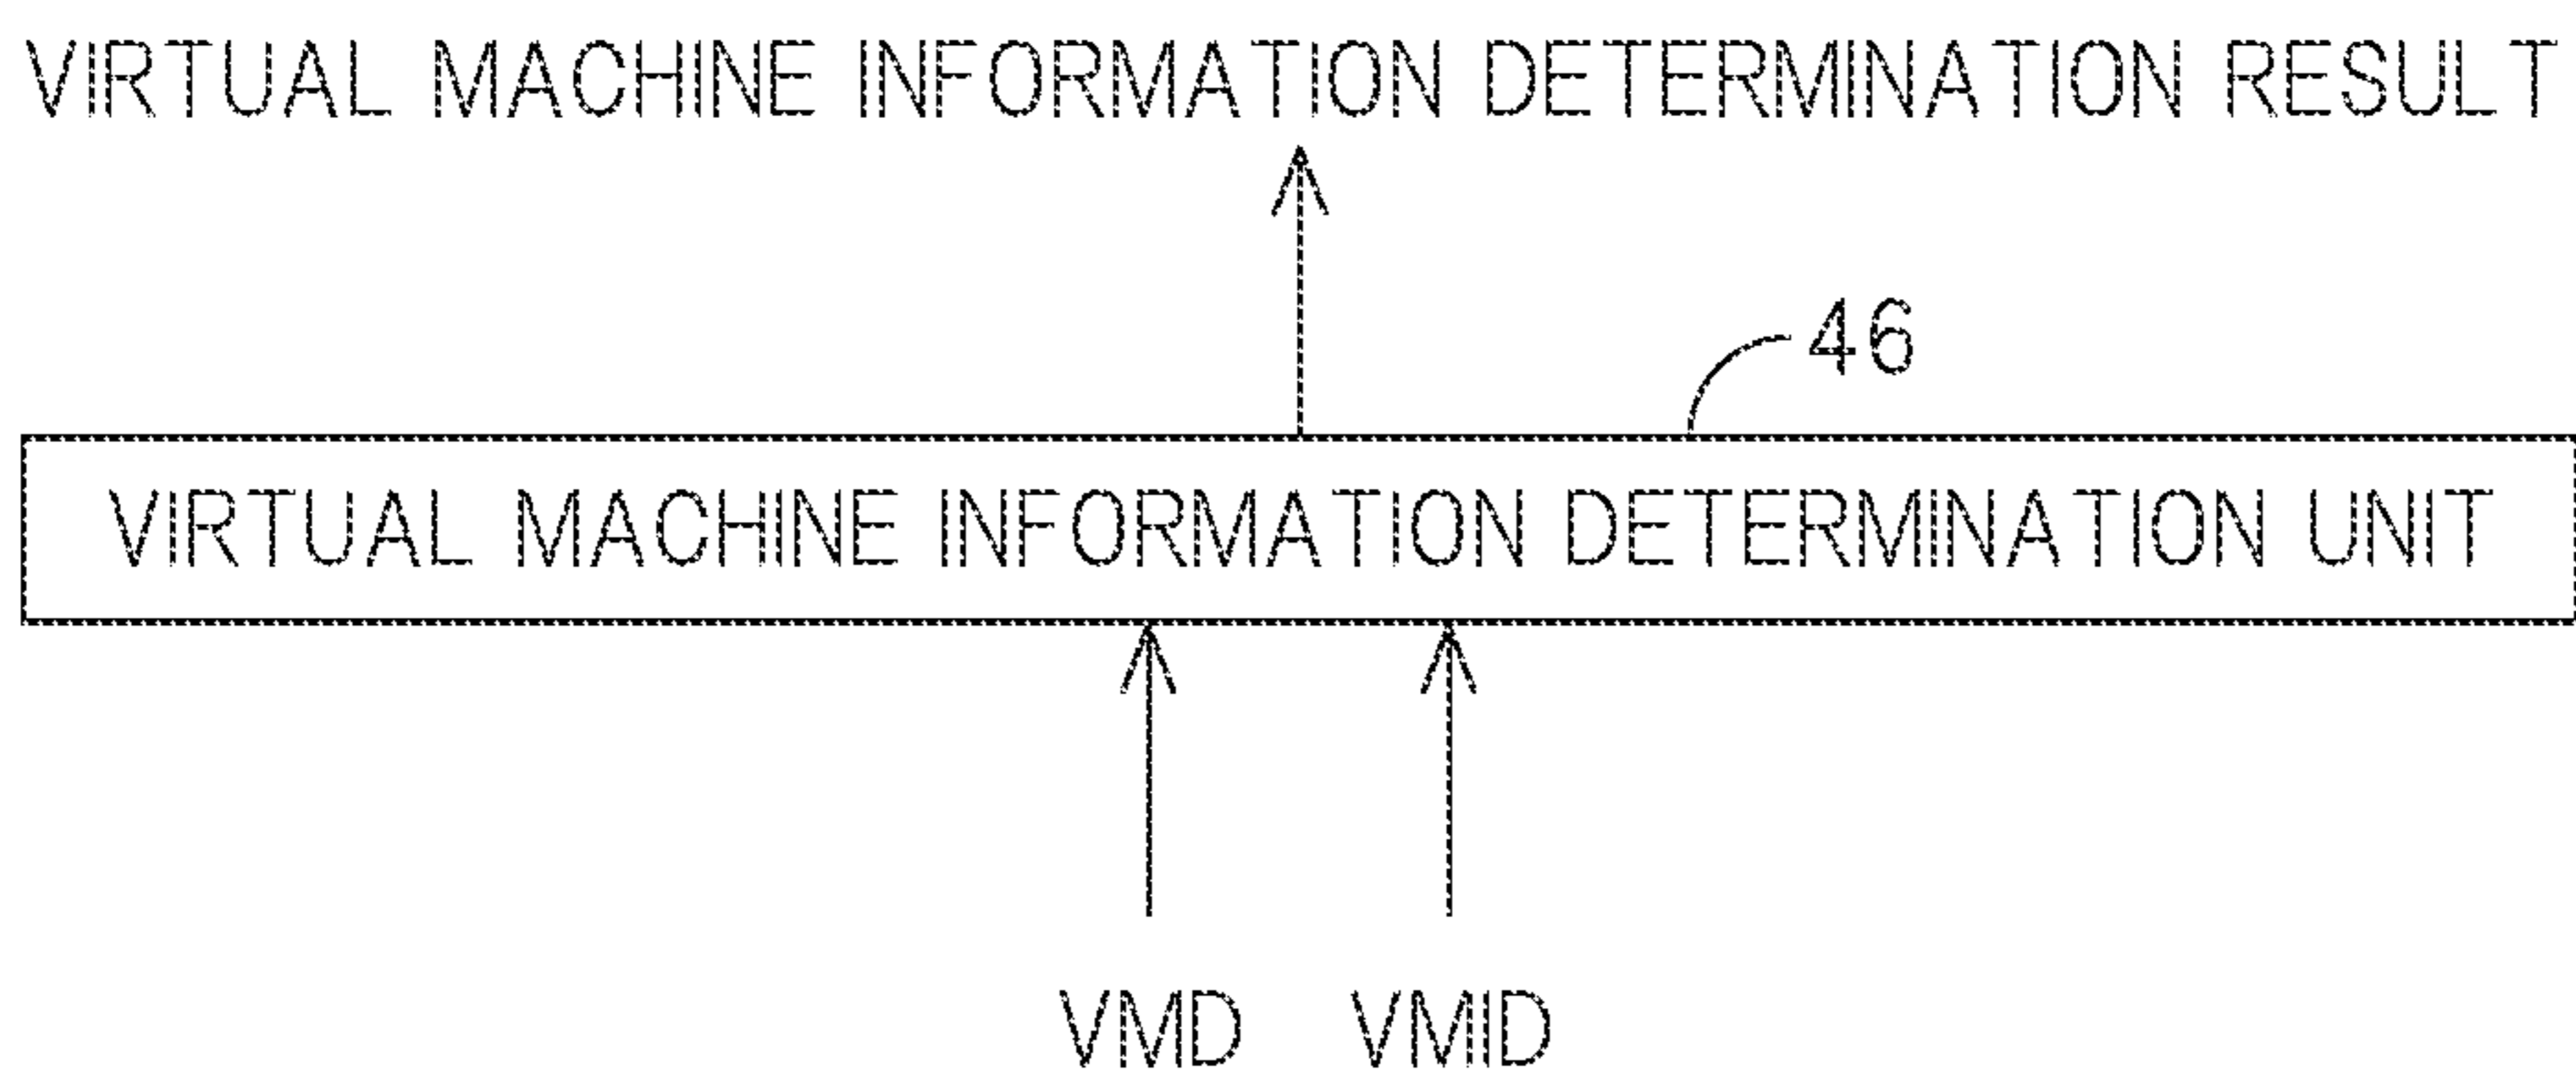 VIRTUAL MACHINE INFORMATION DETERMINATION RESULT
46
VIRTUAL MACHINE INFORMATION DETERMINATION UNIT
VMD VMID